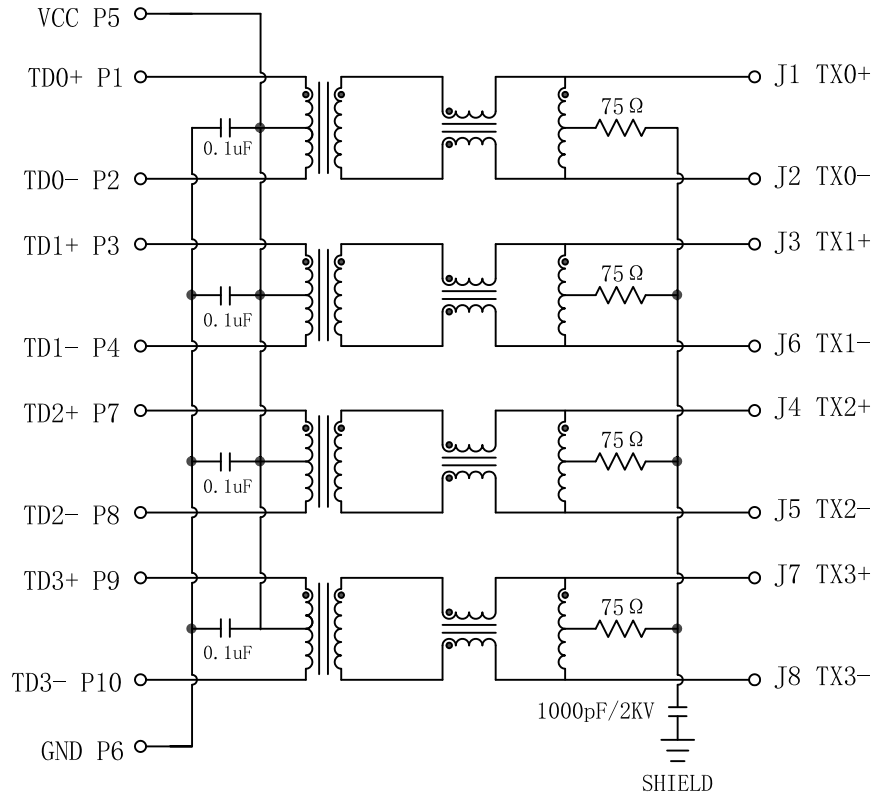 VCC P5
TD0+ P1
J1 TX0+
75Ω
0.1uF
TD0- P2
J2 TX0-
TD1+ P3
J3 TX1+
75Ω
0.1uF
TD1- P4
J6 TX1-
TD2+ P7
J4 TX2+
75Ω
0.1uF
TD2- P8
J5 TX2-
TD3+ P9
J7 TX3+
75Ω
0.1uF
TD3- P10
J8 TX3-
1000pF/2KV
GND P6
SHIELD